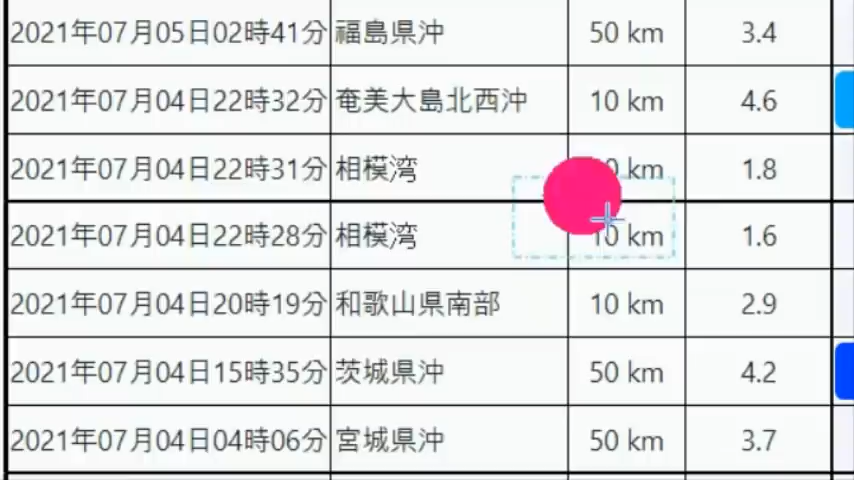 2021年07月05日02時41分 福島県沖 50 km 3.4
2021年07月04日22時32分 奄美大島北西沖 10 km 4.6
2021年07月04日22時31分 相模湾 0 km 1.8
2021年07月04日22時28分 相模湾 10 km 1.6
2021年07月04日20時19分 和歌山県南部 10 km 2.9
2021年07月04日15時35分 茨城県沖 50 km 4.2
2021年07月04日04時06分 宮城県沖 50 km 3.7